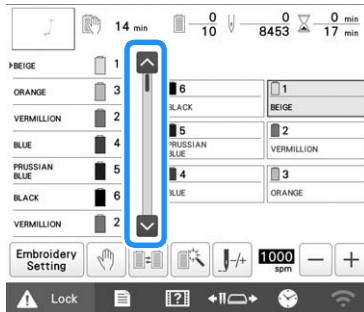 14 min 0 0 0 min
10 8453 17 min
BEIGE 1
ORANGE 3
VERMILLION 2
BLUE 4
PRUSSIAN BLUE 5
BLACK 6
VERMILLION 2
6
BLACK
1
BEIGE
5
PRUSSIAN
BLUE
2
VERMILLION
4
BLUE
3
ORANGE
Embroidery
Setting
-/+
1000
spm
− +
Lock
?